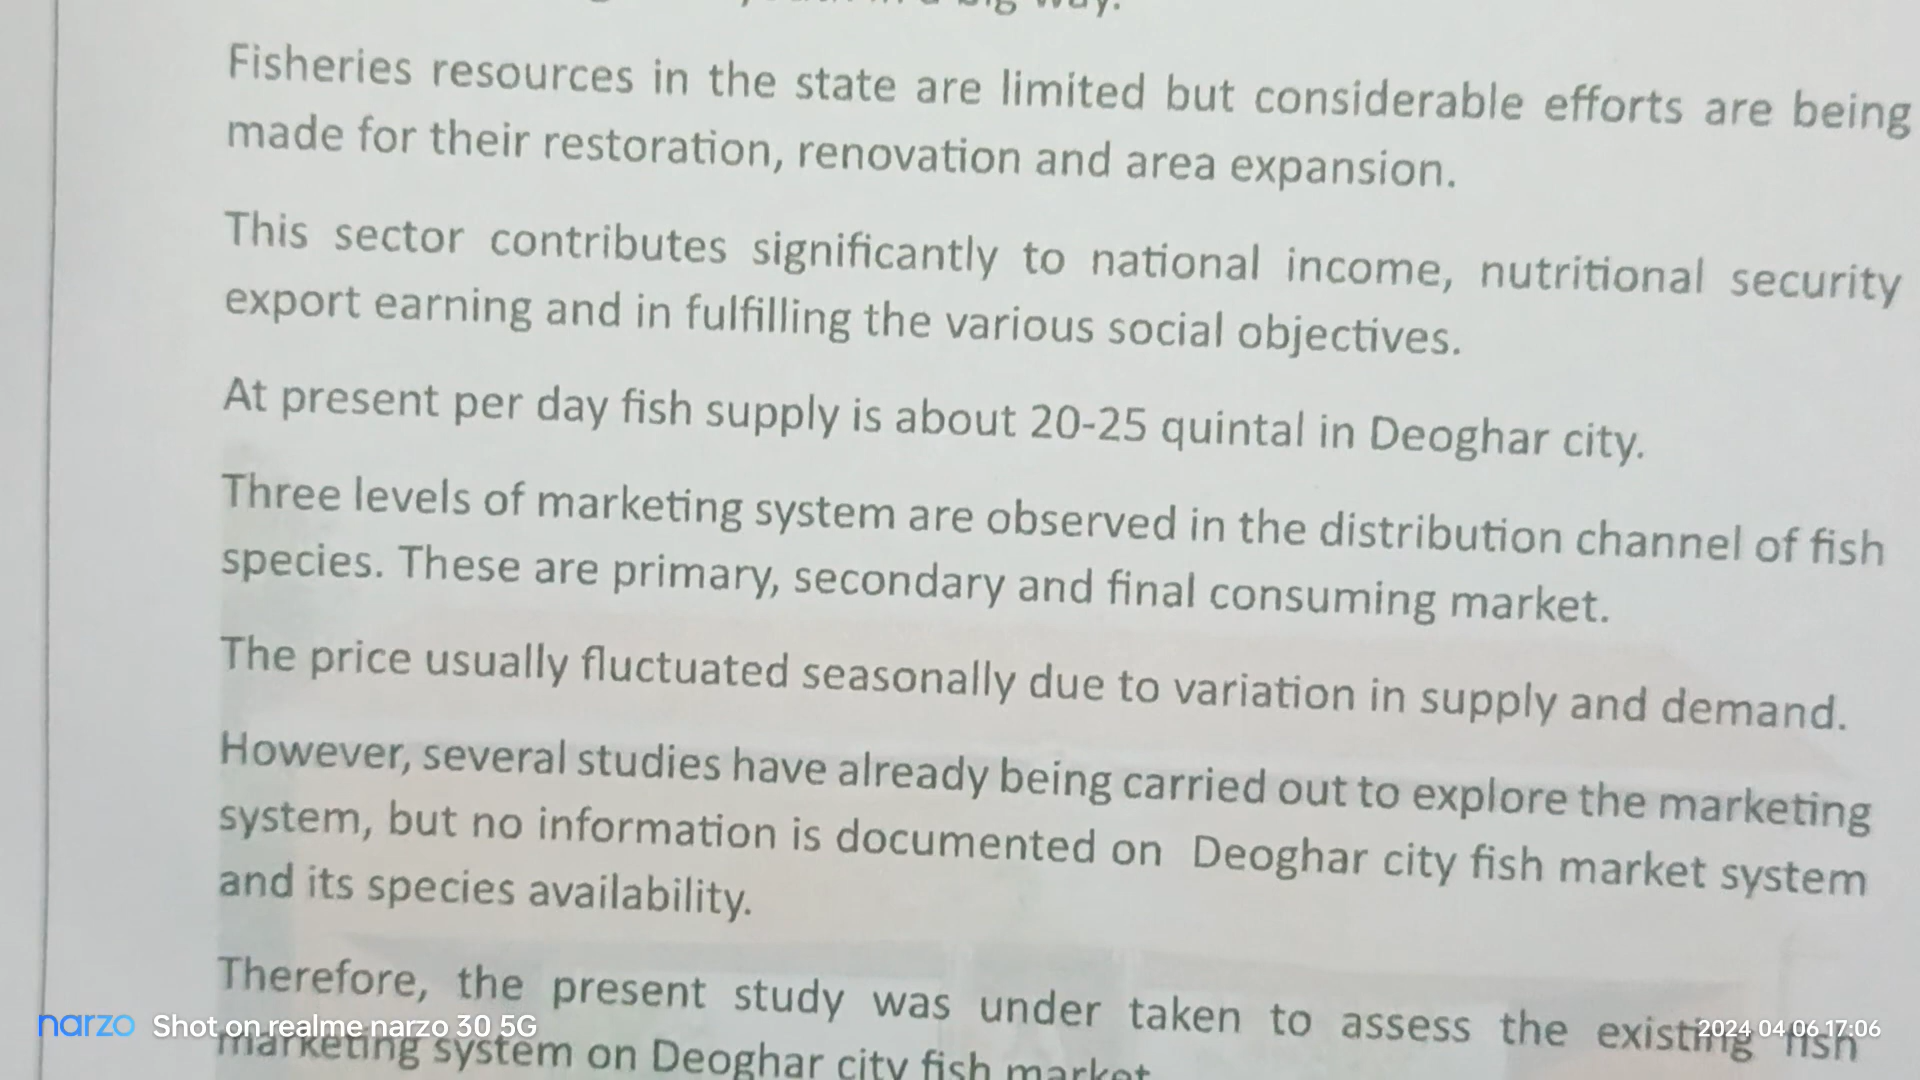 big way.
Fisheries resources in the state are limited but considerable efforts are being
made for their restoration, renovation and area expansion.
This sector contributes significantly to national income, nutritional security
export earning and in fulfilling the various social objectives.
At present per day fish supply is about 20-25 quintal in Deoghar city.
Three levels of marketing system are observed in the distribution channel of fish
species. These are primary, secondary and final consuming market.
The price usually fluctuated seasonally due to variation in supply and demand.
However, several studies have already being carried out to explore the marketing
system, but no information is documented on Deoghar city fish market system
and its species availability.
Therefore, the present study was under taken to assess the existing fish
marketing system on Deoghar city fish market
narzo Shot on realme narzo 30 5G
2024 04 06 17:06